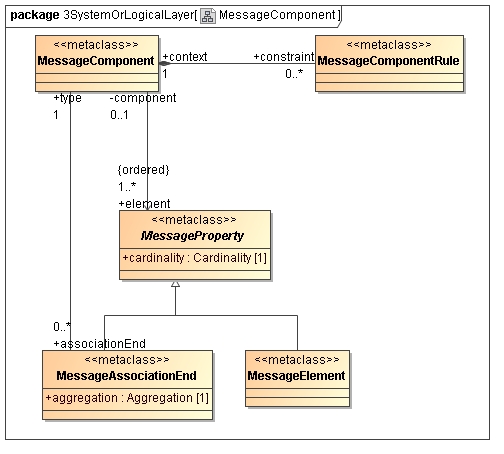 package 3SystemOrLogicalLayer[ MessageComponent ]
<<metaclass>>
MessageComponent
+context
1
+constraint
0..*
<<metaclass>>
MessageComponentRule
+type
1
-component
0..1
{ordered}
1..*
+element
<<metaclass>>
MessageProperty
+cardinality : Cardinality [1]
0..*
+associationEnd
<<metaclass>>
MessageAssociationEnd
+aggregation : Aggregation [1]
<<metaclass>>
MessageElement